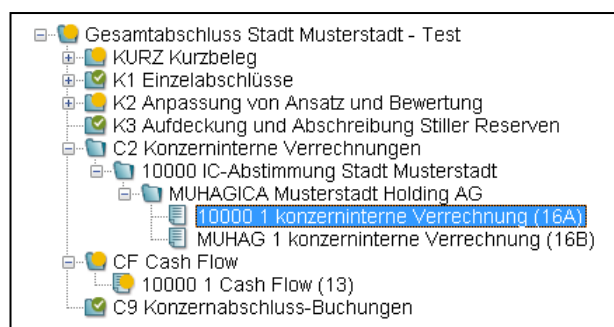 Gesamtabschluss Stadt Musterstadt - Test
KURZ Kurzbeleg
K1 Einzelabschlüsse
K2 Anpassung von Ansatz und Bewertung
K3 Aufdeckung und Abschreibung Stiller Reserven
C2 Konzerninterne Verrechnungen
10000 IC-Abstimmung Stadt Musterstadt
MUHAGICA Musterstadt Holding AG
10000 1 konzerninterne Verrechnung (16A)
MUHAG 1 konzerninterne Verrechnung (16B)
CF Cash Flow
10000 1 Cash Flow (13)
C9 Konzernabschluss-Buchungen